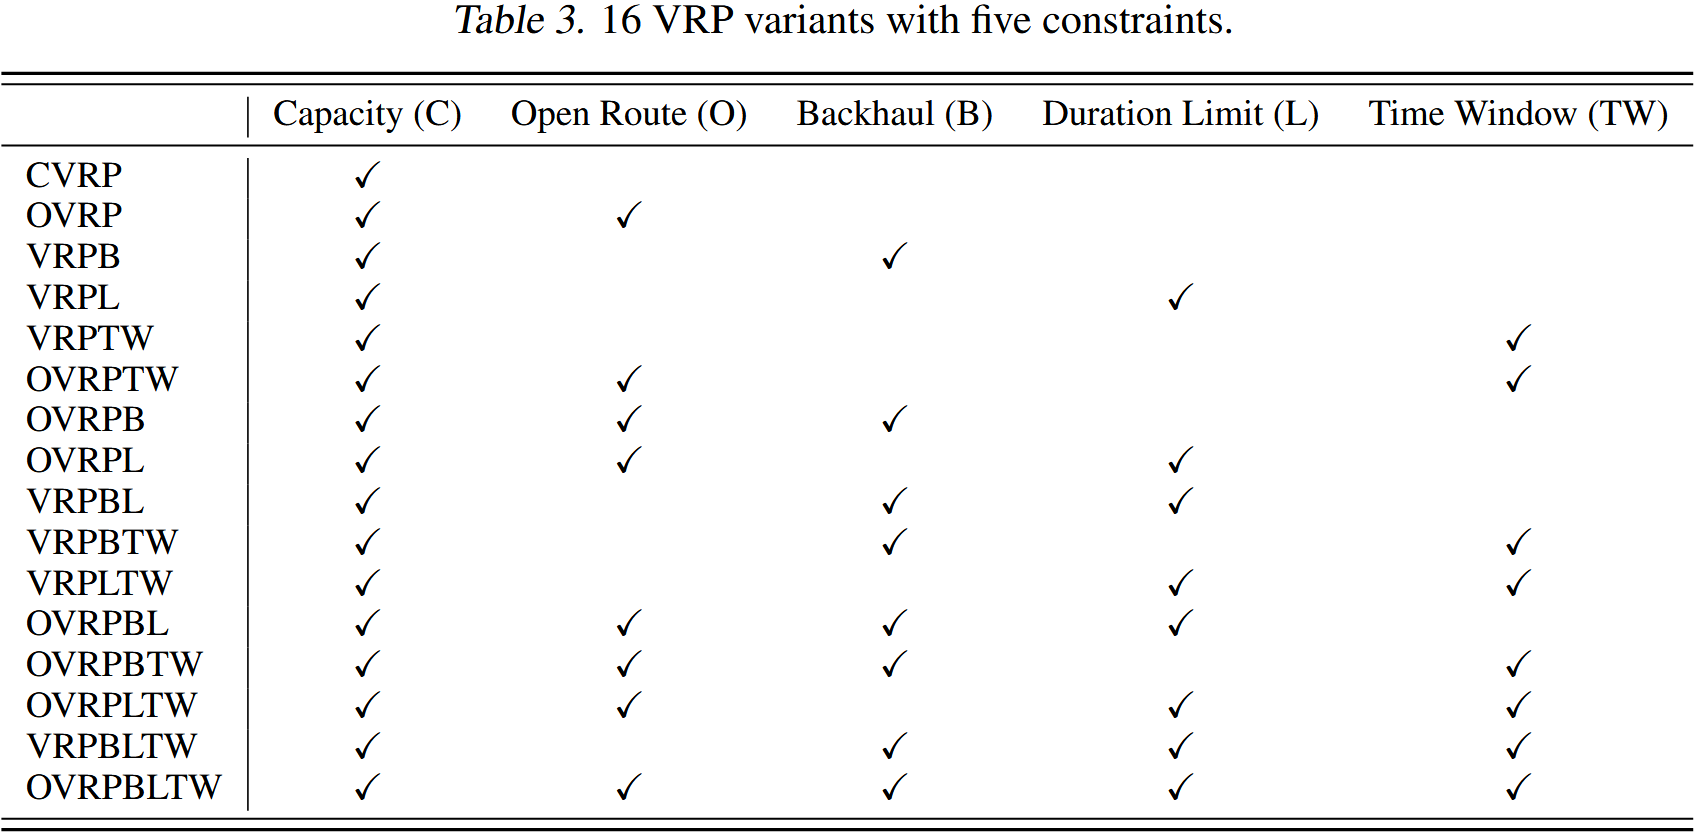 Table 3. 16 VRP variants with five constraints.
Capacity (C) Open Route (O) Backhaul (B) Duration Limit (L) Time Window (TW)
CVRP ✓
OVRP ✓ ✓
VRPB ✓ ✓
VRPL ✓ ✓
VRPTW ✓ ✓
OVRPTW ✓ ✓ ✓
OVRPB ✓ ✓ ✓
OVRPL ✓ ✓ ✓
VRPBL ✓ ✓ ✓
VRPBTW ✓ ✓ ✓
VRPLTW ✓ ✓ ✓
OVRPBL ✓ ✓ ✓ ✓
OVRPBTW ✓ ✓ ✓ ✓
OVRPLTW ✓ ✓ ✓ ✓
VRPBLTW ✓ ✓ ✓ ✓
OVRPBLTW ✓ ✓ ✓ ✓ ✓